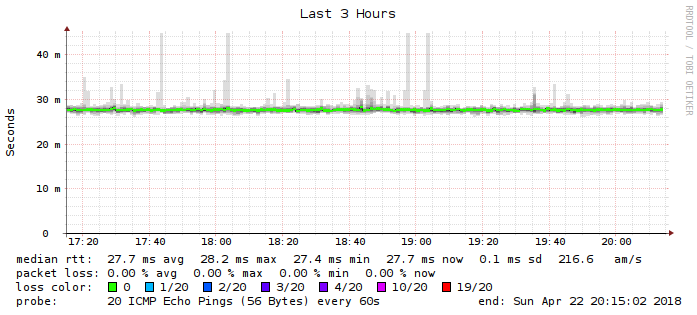 Last 3 Hours
RRDTOOL / TOBI OETIKER
Seconds
40 m
30 m
20 m
10 m
0
17:20 17:40 18:00 18:20 18:40 19:00 19:20 19:40 20:00
median rtt: 27.7 ms avg 28.2 ms max 27.4 ms min 27.7 ms now 0.1 ms sd 216.6 am/s
packet loss: 0.00 % avg 0.00 % max 0.00 % min 0.00 % now
loss color: 0 1/20 2/20 3/20 4/20 10/20 19/20
probe: 20 ICMP Echo Pings (56 Bytes) every 60s end: Sun Apr 22 20:15:02 2018